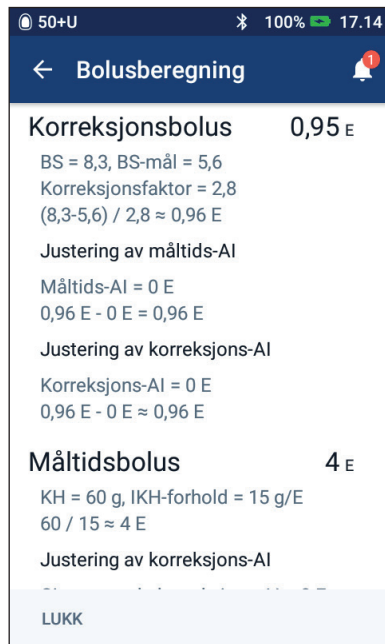 50+U 100% 17.14
← Bolusberegning 1
Korreksjonsbolus 0,95 E
BS = 8,3, BS-mål = 5,6
Korreksjonsfaktor = 2,8
(8,3-5,6) / 2,8 ≈ 0,96 E
Justering av måltids-AI
Måltids-AI = 0 E
0,96 E - 0 E = 0,96 E
Justering av korreksjons-AI
Korreksjons-AI = 0 E
0,96 E - 0 E ≈ 0,96 E
Måltidsbolus 4 E
KH = 60 g, IKH-forhold = 15 g/E
60 / 15 ≈ 4 E
Justering av korreksjons-AI
LUKK